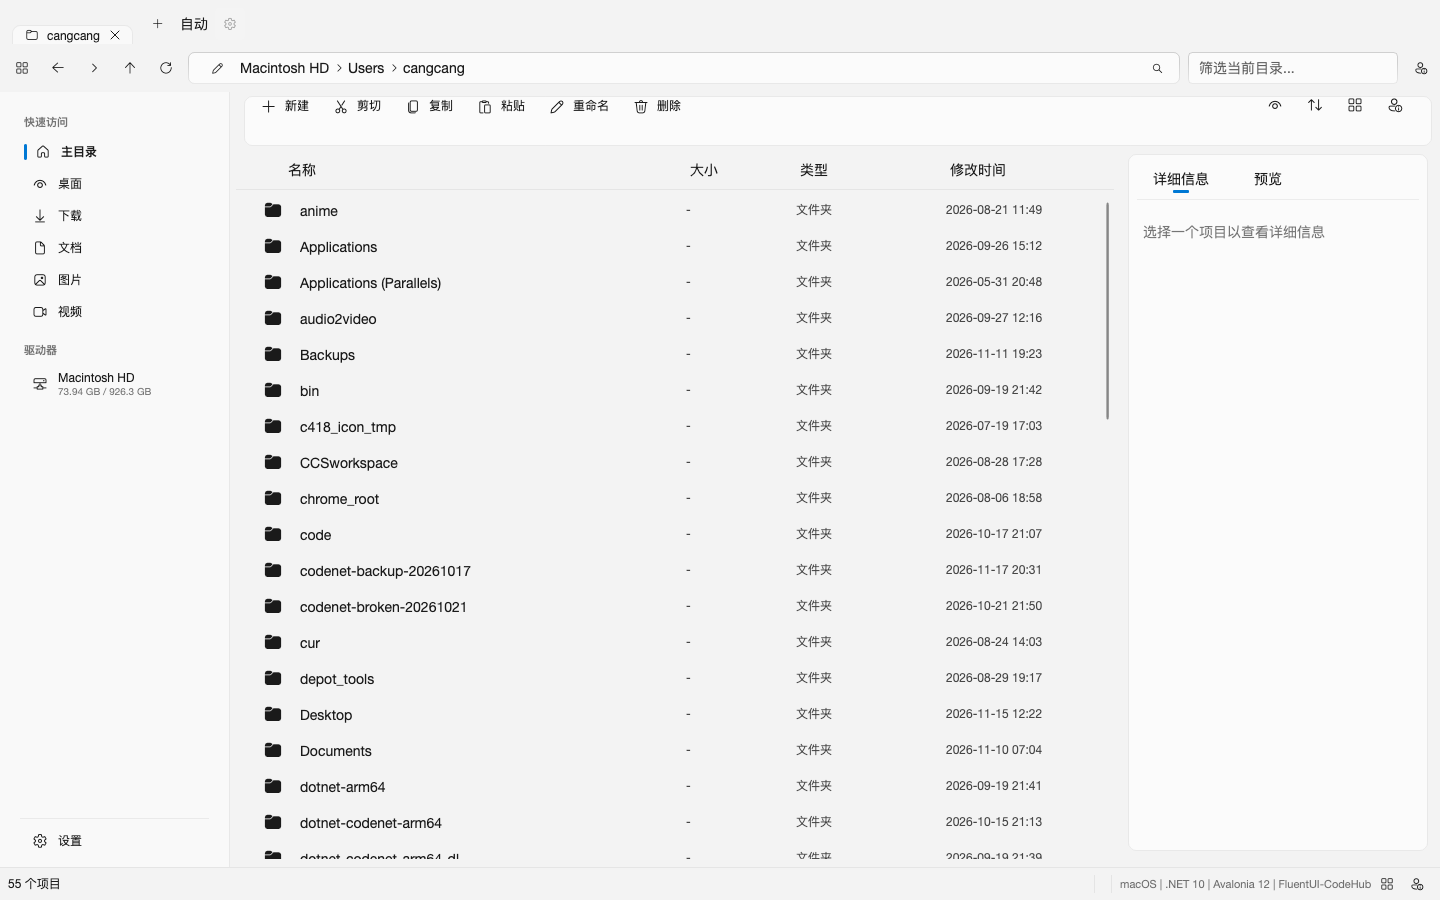 cangcang
自动
Macintosh HD > Users > cangcang
筛选当前目录...
快速访问
主目录
桌面
下载
文档
图片
视频
驱动器
Macintosh HD
73.94 GB / 926.3 GB
设置
新建 剪切 复制 粘贴 重命名 删除
名称 大小 类型 修改时间
anime - 文件夹 2026-08-21 11:49
Applications - 文件夹 2026-09-26 15:12
Applications (Parallels) - 文件夹 2026-05-31 20:48
audio2video - 文件夹 2026-09-27 12:16
Backups - 文件夹 2026-11-11 19:23
bin - 文件夹 2026-09-19 21:42
c418_icon_tmp - 文件夹 2026-07-19 17:03
CCSworkspace - 文件夹 2026-08-28 17:28
chrome_root - 文件夹 2026-08-06 18:58
code - 文件夹 2026-10-17 21:07
codenet-backup-20261017 - 文件夹 2026-11-17 20:31
codenet-broken-20261021 - 文件夹 2026-10-21 21:50
cur - 文件夹 2026-08-24 14:03
depot_tools - 文件夹 2026-08-29 19:17
Desktop - 文件夹 2026-11-15 12:22
Documents - 文件夹 2026-11-10 07:04
dotnet-arm64 - 文件夹 2026-09-19 21:41
dotnet-codenet-arm64 - 文件夹 2026-10-15 21:13
dotnet-codenet-arm64-dl - 文件夹 2026-09-19 21:39
详细信息 预览
选择一个项目以查看详细信息
55 个项目
macOS | .NET 10 | Avalonia 12 | FluentUI-CodeHub